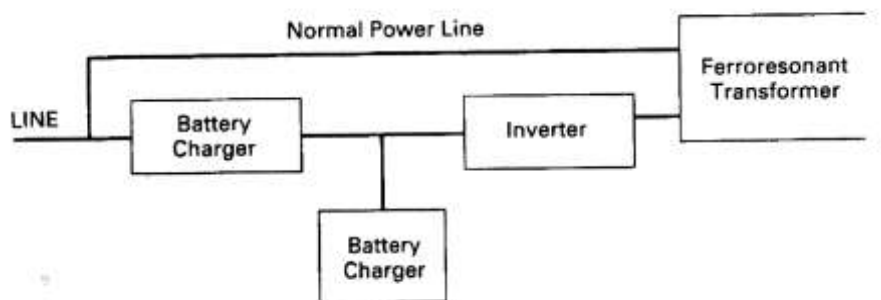 Normal Power Line
Ferroresonant
Transformer
LINE
Battery
Charger
Inverter
Battery
Charger